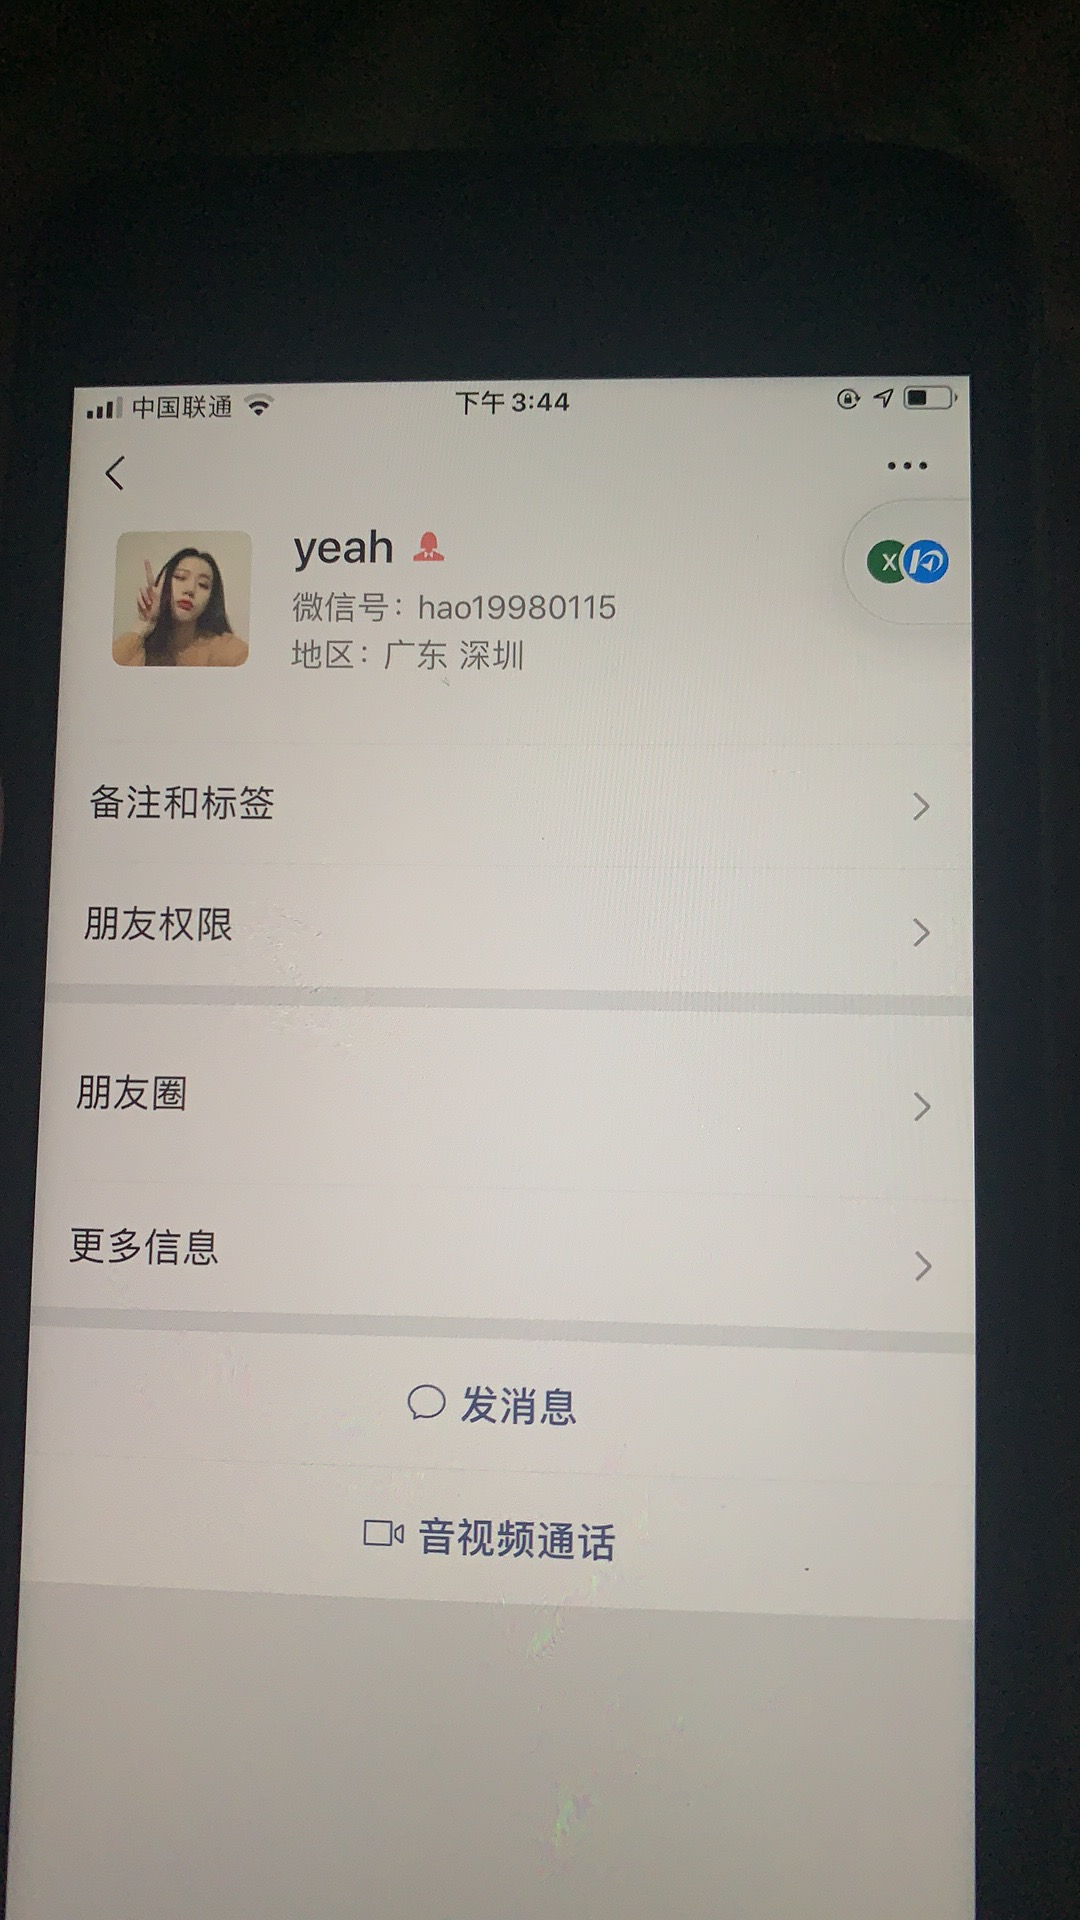 中国联通
下午 3:44
yeah
微信号：hao19980115
地区：广东 深圳
X
备注和标签
朋友权限
朋友圈
更多信息
发消息
音视频通话